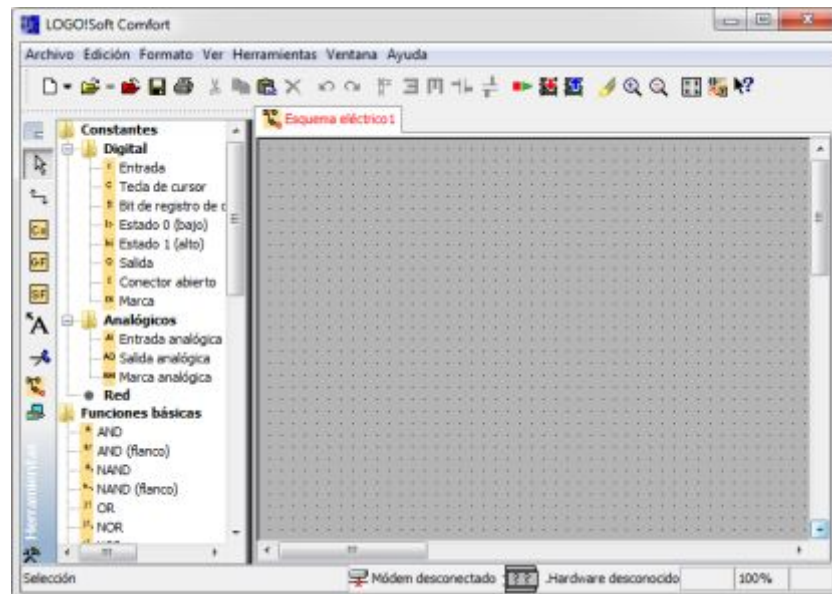 LOGO!Soft Comfort
Archivo Edición Formato Ver Herramientas Ventana Ayuda
Esquema eléctrico1
Constantes
Digital
Entrada
Tecla de cursor
Bit de registro de c
Estado 0 (bajo)
Estado 1 (alto)
Salida
Conector abierto
Marca
Analógicos
Entrada analógica
Salida analógica
Marca analógica
Red
Funciones básicas
AND
AND (flanco)
NAND
NAND (flanco)
OR
NOR
Co
GF
SF
A
Herramientas
Selección
Módem desconectado
?? .Hardware desconocido
100%